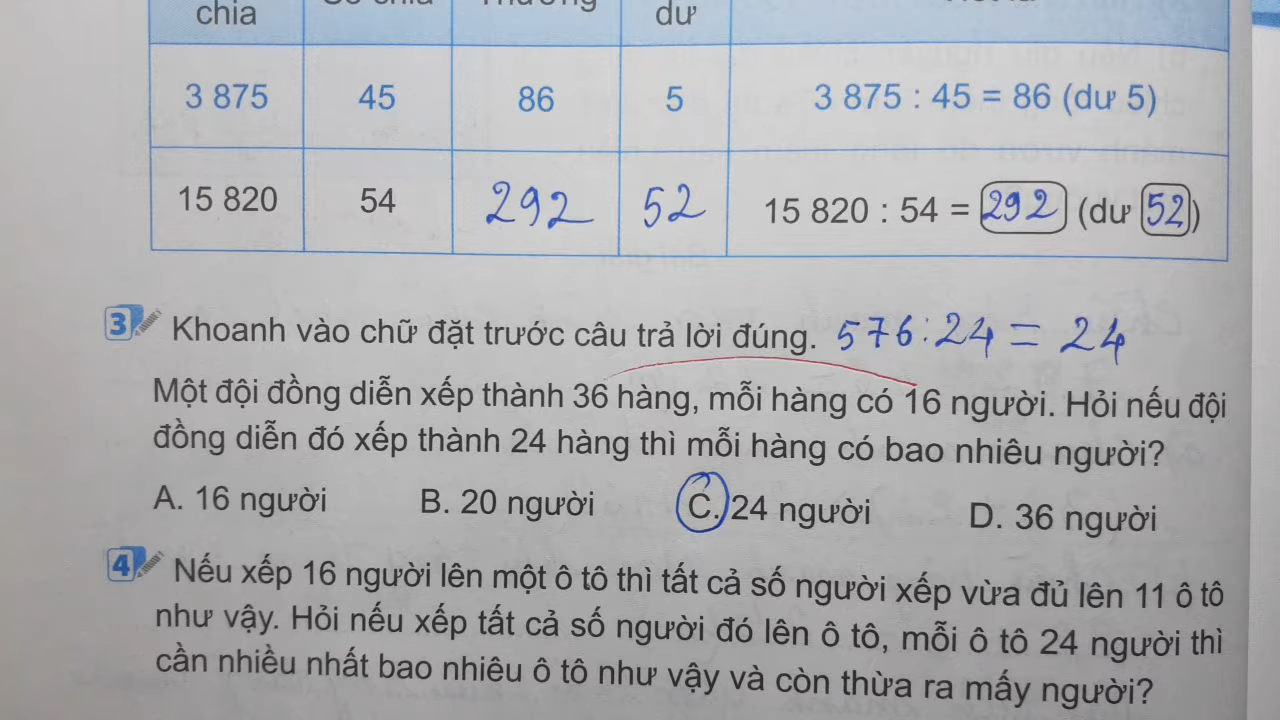 chia
dư
3 875 45 86 5 3 875 : 45 = 86 (dư 5)
15 820 54 292 52 15 820 : 54 = 292 (dư 52)
3 Khoanh vào chữ đặt trước câu trả lời đúng. 576 : 24 = 24
Một đội đồng diễn xếp thành 36 hàng, mỗi hàng có 16 người. Hỏi nếu đội
đồng diễn đó xếp thành 24 hàng thì mỗi hàng có bao nhiêu người?
A. 16 người B. 20 người C. 24 người D. 36 người
4 Nếu xếp 16 người lên một ô tô thì tất cả số người xếp vừa đủ lên 11 ô tô
như vậy. Hỏi nếu xếp tất cả số người đó lên ô tô, mỗi ô tô 24 người thì
cần nhiều nhất bao nhiêu ô tô như vậy và còn thừa ra mấy người?